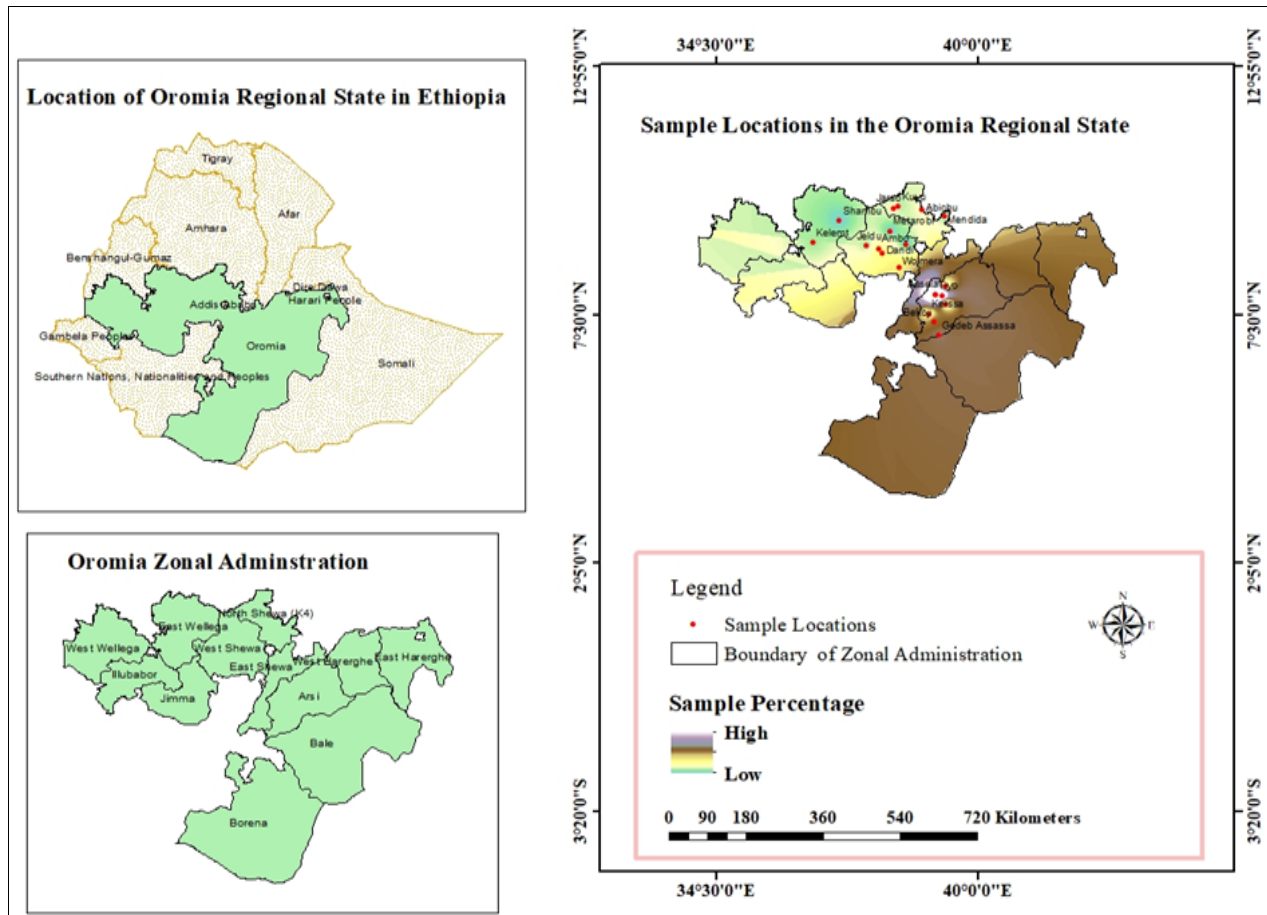 Location of Oromia Regional State in Ethiopia
Tigray
Afar
Amhara
Benshangul-Gumaz
Dire Dawa
Addis Ababa
Harari People
Gambela Peoples
Oromia
Somali
Southern Nations, Nationalities and Peoples
Oromia Zonal Adminstration
North Shewa (K4)
East Wellega
West Wellega
West Shewa
East Shewa
West Harerghe
East Harerghe
Illubabor
Jimma
Arsi
Bale
Borena
34°30'0"E
40°0'0"E
12°55'0"N
12°55'0"N
Sample Locations in the Oromia Regional State
Kuyu
Abichu
Shambu
Mendida
Metarobi
Kelemt
Jeldu
Ambo
Dandi
Wolmera
7°30'0"N
7°30'0"N
Gedeb Assassa
2°5'0"N
2°5'0"N
Legend
Sample Locations
Boundary of Zonal Administration
N
W
E
S
Sample Percentage
High
Low
0 90 180 360 540 720 Kilometers
3°20'0"S
3°20'0"S
34°30'0"E
40°0'0"E